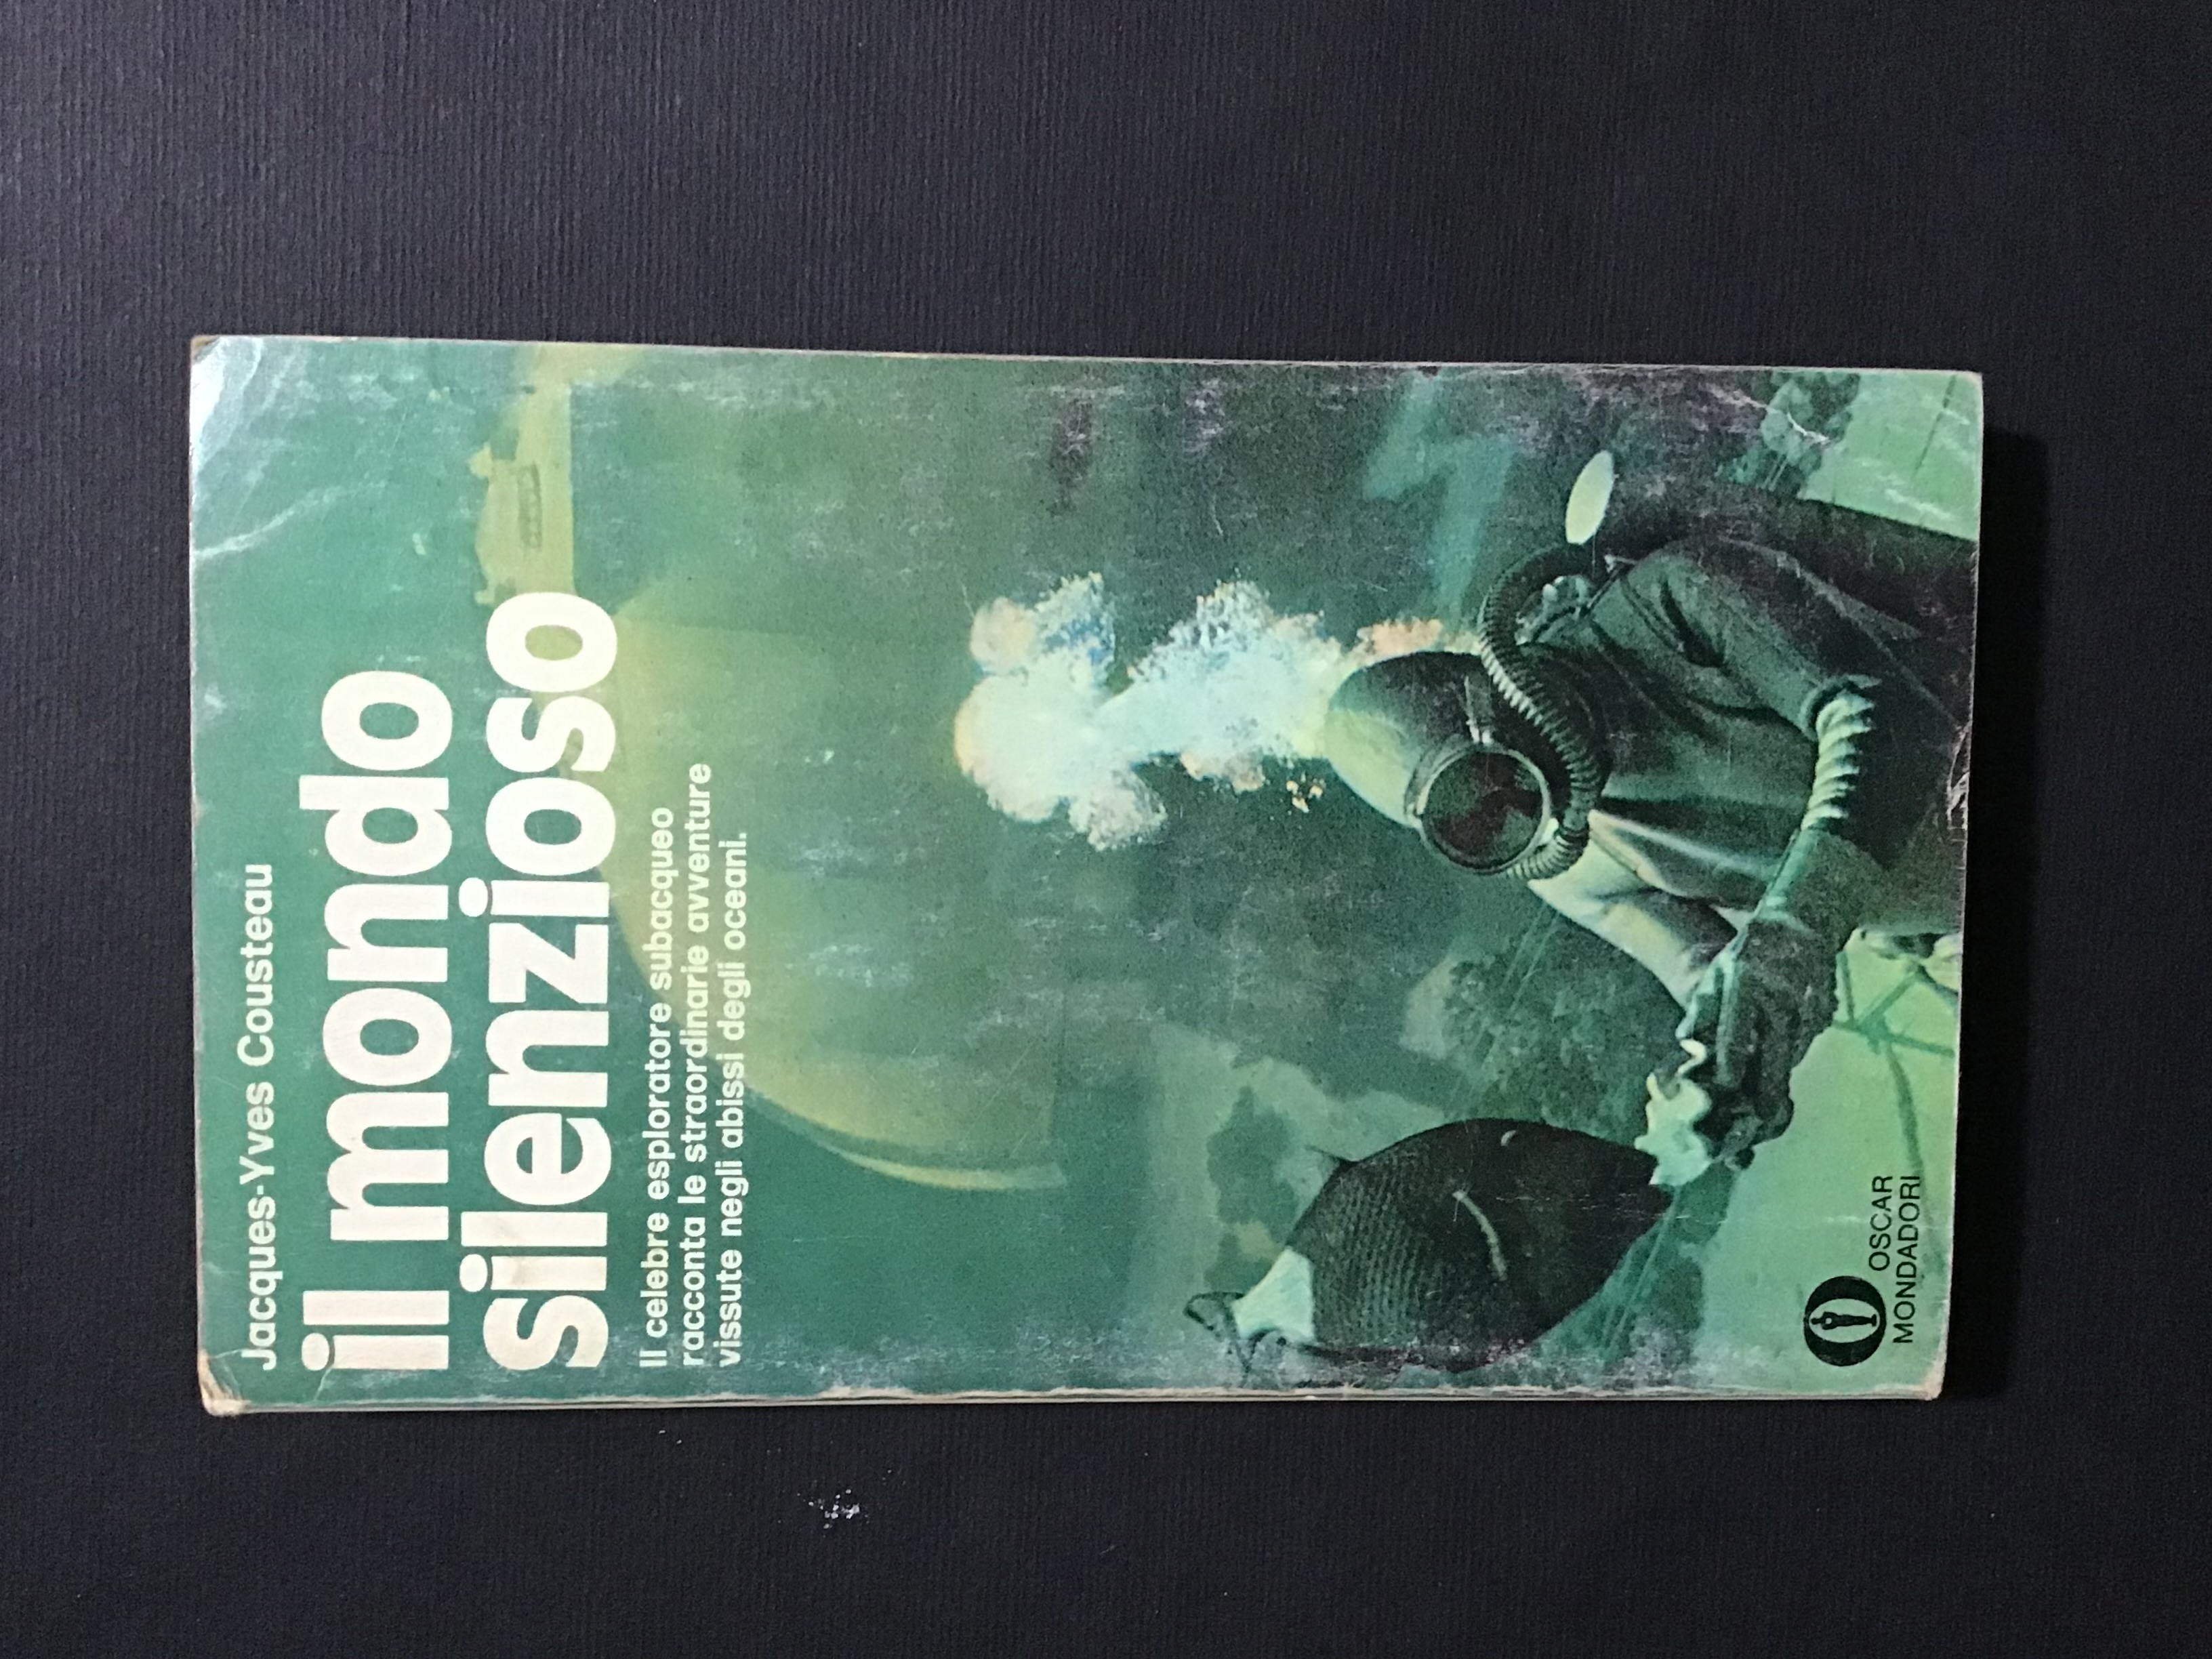 Jacques-Yves Cousteau
il mondo
silenzioso
Il celebre esploratore subacqueo
racconta le straordinarie avventure
vissute negli abissi degli oceani.
OSCAR
MONDADORI